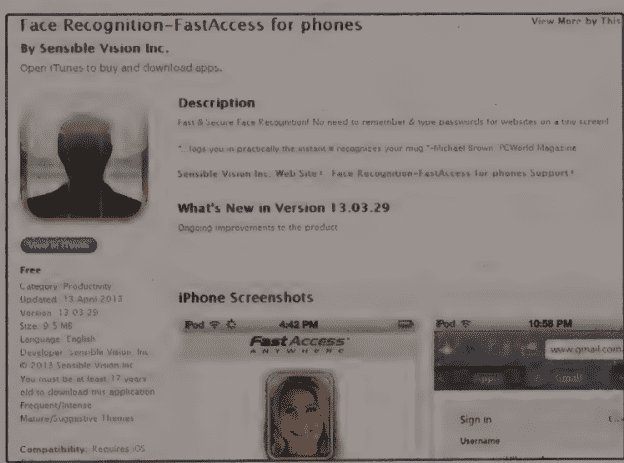 Face Recognition-FastAccess for phones
View More by This
By Sensible Vision Inc.
Open iTunes to buy and download apps.
Description
Fast & Secure Face Recognition! No need to remember & type passwords for websites on a tiny screen!
"...logs you in practically the instant it recognizes your mug."-Michael Brown, PCWorld Magazine
Sensible Vision Inc. Web Site
Face Recognition-FastAccess for phones Support
What's New in Version 13.03.29
Ongoing improvements to the product
View in iTunes
Free
Category: Productivity
Updated: 13 April 2013
Version: 13.03.29
Size: 9.5 MB
Language: English
Developer: Sensible Vision Inc.
© 2013 Sensible Vision Inc
You must be at least 17 years
old to download this application
Frequent/Intense
Mature/Suggestive Themes
Compatibility: Requires iOS
iPhone Screenshots
iPod 4:42 PM
FastAccess
ANYWHERE
iPod 10:58 PM
www.gmail.com
Gmail
Sign in
Username